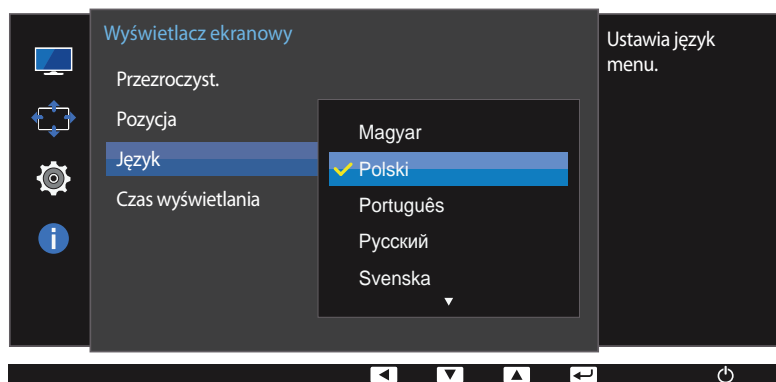 Wyświetlacz ekranowy
Przezroczyst.
Pozycja
Język
Czas wyświetlania
Magyar
Polski
Português
Русский
Svenska
Ustawia język
menu.